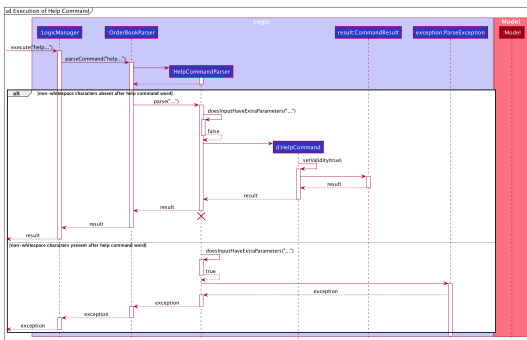 sd Execution of Help Command
Logic
Model
:LogicManager
:OrderBookParser
result:CommandResult
exception:ParseException
:Model
execute("help...")
parseCommand("help...")
:HelpCommandParser
alt
[non-whitespace characters absent after help command word]
parse("...")
doesInputHaveExtraParameters("...")
false
d:HelpCommand
setValidity(true)
result
result
result
result
result
[non-whitespace characters present after help command word]
doesInputHaveExtraParameters("...")
true
exception
exception
exception
exception